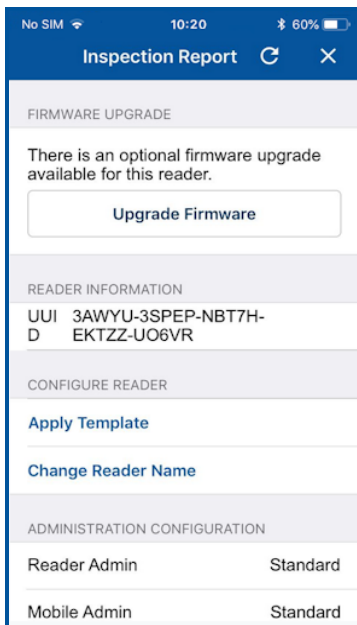 No SIM 10:20 60%
Inspection Report
FIRMWARE UPGRADE
There is an optional firmware upgrade
available for this reader.
Upgrade Firmware
READER INFORMATION
UUI 3AWYU-3SPEP-NBT7H-
D EKTZZ-UO6VR
CONFIGURE READER
Apply Template
Change Reader Name
ADMINISTRATION CONFIGURATION
Reader Admin Standard
Mobile Admin Standard